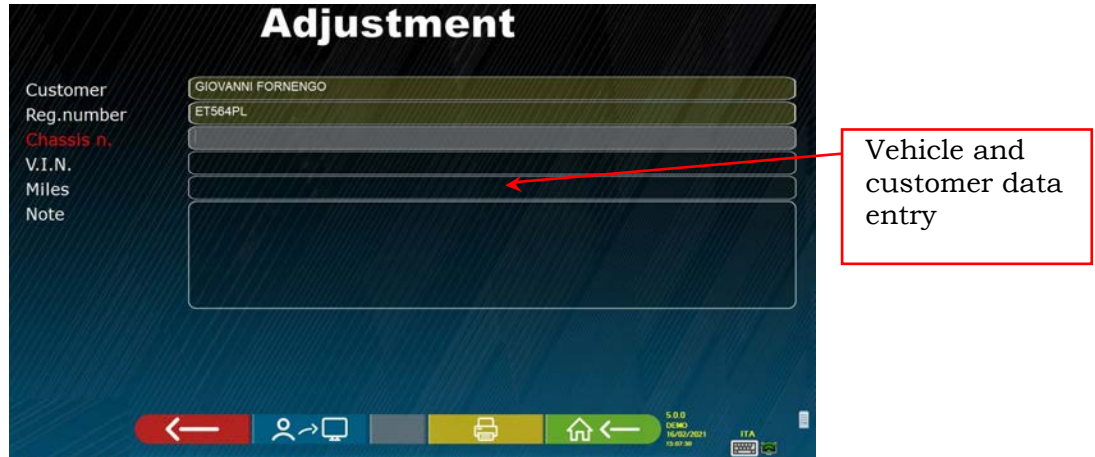 Adjustment
Customer GIOVANNI FORNENGO
Reg.number ET564PL
Chassis n.
V.I.N.
Miles
Note
Vehicle and
customer data
entry
5.0.0
DEMO
16/02/2021
ITA